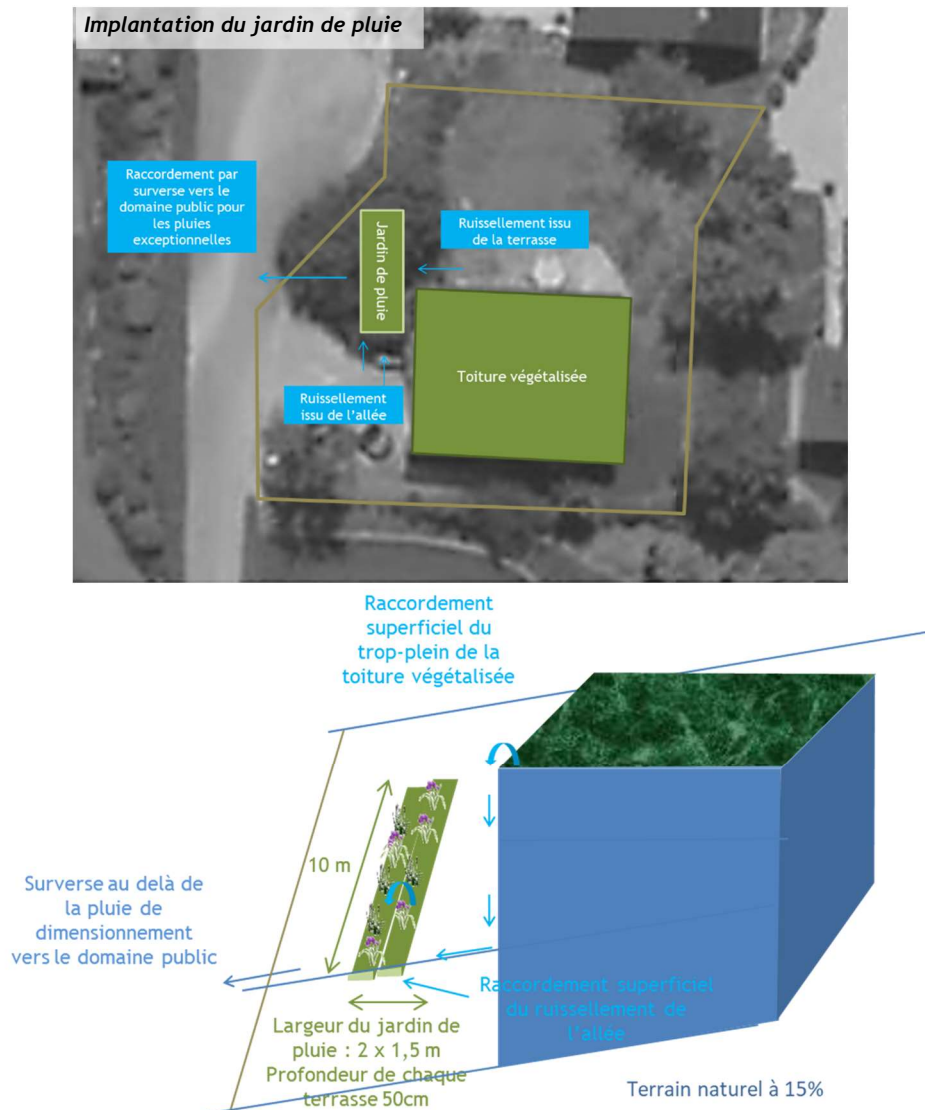 Implantation du jardin de pluie
Raccordement par
surverse vers le
domaine public pour
les pluies
exceptionnelles
Jardin de pluie
Ruissellement issu
de la terrasse
Toiture végétalisée
Ruissellement
issu de l'allée
Raccordement
superficiel du
trop-plein de la
toiture végétalisée
10 m
Surverse au delà de
la pluie de
dimensionnement
vers le domaine public
Raccordement superficiel
du ruissellement de
l'allée
Largeur du jardin de
pluie : 2 x 1,5 m
Profondeur de chaque
terrasse 50cm
Terrain naturel à 15%